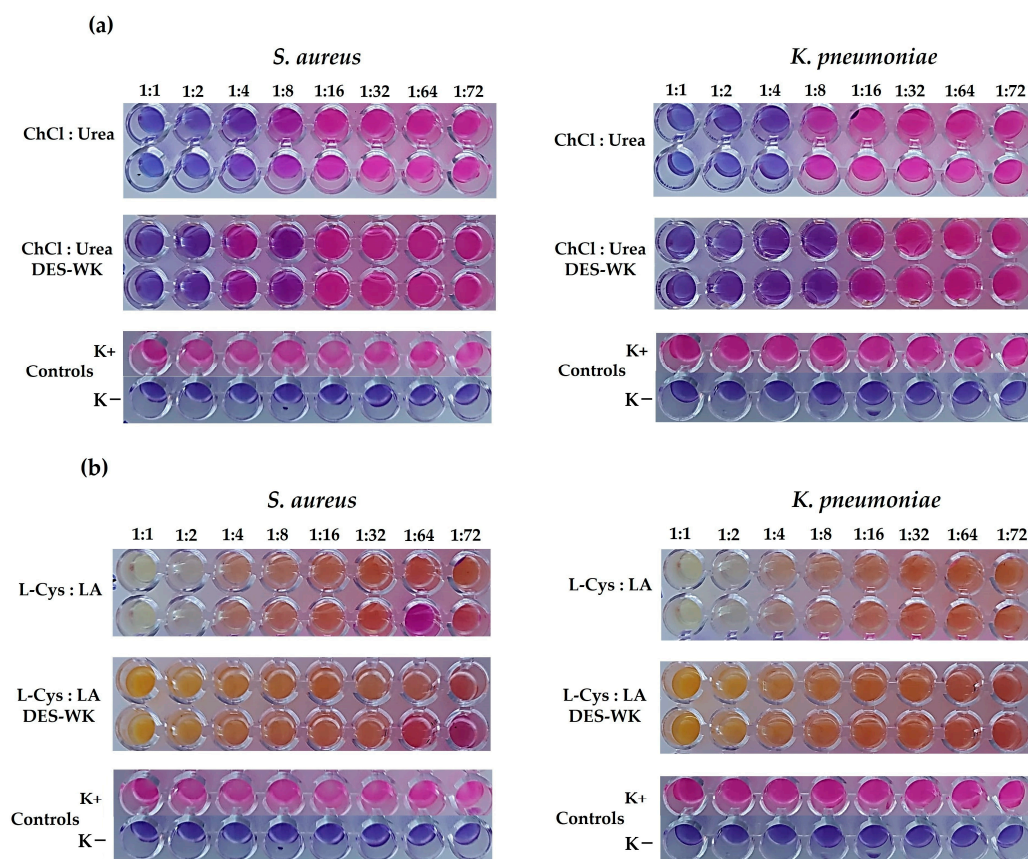 (a)
S. aureus
1:1 1:2 1:4 1:8 1:16 1:32 1:64 1:72
ChCl : Urea
ChCl : Urea
DES-WK
K+
Controls
K−
K. pneumoniae
1:1 1:2 1:4 1:8 1:16 1:32 1:64 1:72
ChCl : Urea
ChCl : Urea
DES-WK
K+
Controls
K−
(b)
S. aureus
1:1 1:2 1:4 1:8 1:16 1:32 1:64 1:72
L-Cys : LA
L-Cys : LA
DES-WK
K+
Controls
K−
K. pneumoniae
1:1 1:2 1:4 1:8 1:16 1:32 1:64 1:72
L-Cys : LA
L-Cys : LA
DES-WK
K+
Controls
K−